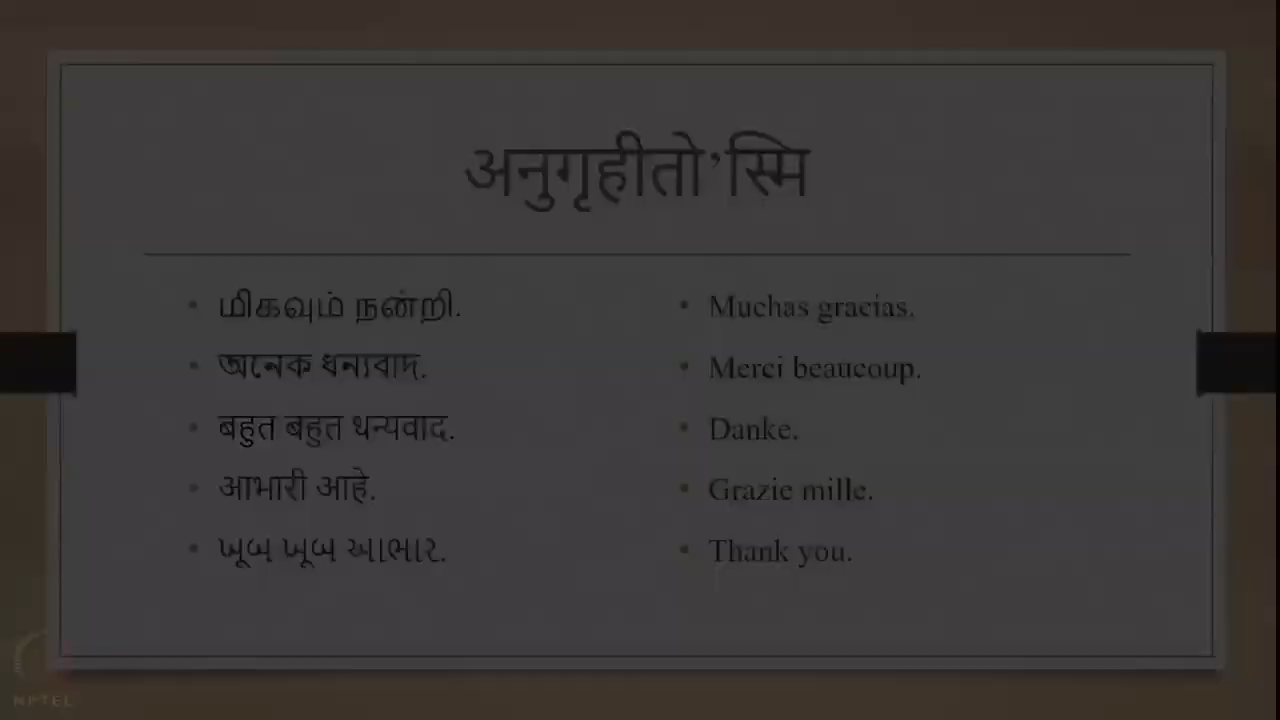 अनुगृहीतो’स्मि
மிகவும் நன்றி.
অনেক ধন্যবাদ.
बहुत बहुत धन्यवाद.
आभारी आहे.
ખૂબ ખૂબ આભાર.
Muchas gracias.
Merci beaucoup.
Danke.
Grazie mille.
Thank you.
NPTEL